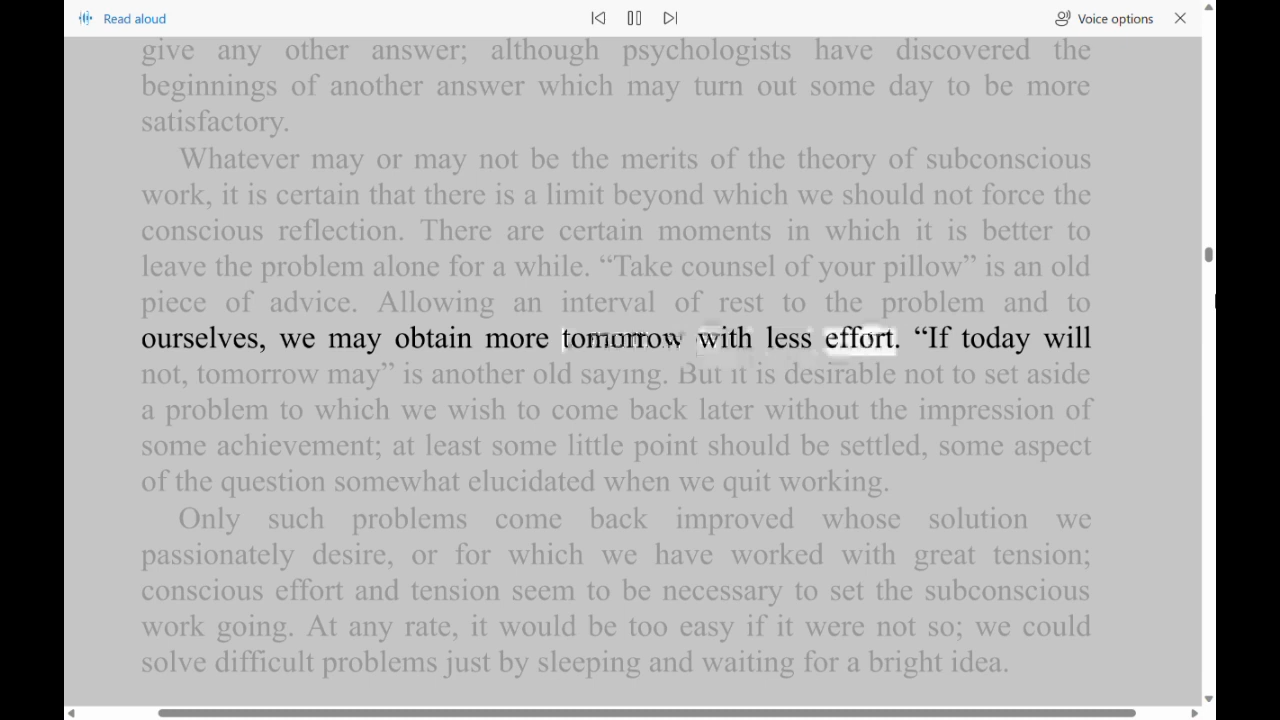 Read aloud
Voice options
give any other answer; although psychologists have discovered the
beginnings of another answer which may turn out some day to be more
satisfactory.
Whatever may or may not be the merits of the theory of subconscious
work, it is certain that there is a limit beyond which we should not force the
conscious reflection. There are certain moments in which it is better to
leave the problem alone for a while. “Take counsel of your pillow” is an old
piece of advice. Allowing an interval of rest to the problem and to
ourselves, we may obtain more tomorrow with less effort. “If today will
not, tomorrow may” is another old saying. But it is desirable not to set aside
a problem to which we wish to come back later without the impression of
some achievement; at least some little point should be settled, some aspect
of the question somewhat elucidated when we quit working.
Only such problems come back improved whose solution we
passionately desire, or for which we have worked with great tension;
conscious effort and tension seem to be necessary to set the subconscious
work going. At any rate, it would be too easy if it were not so; we could
solve difficult problems just by sleeping and waiting for a bright idea.